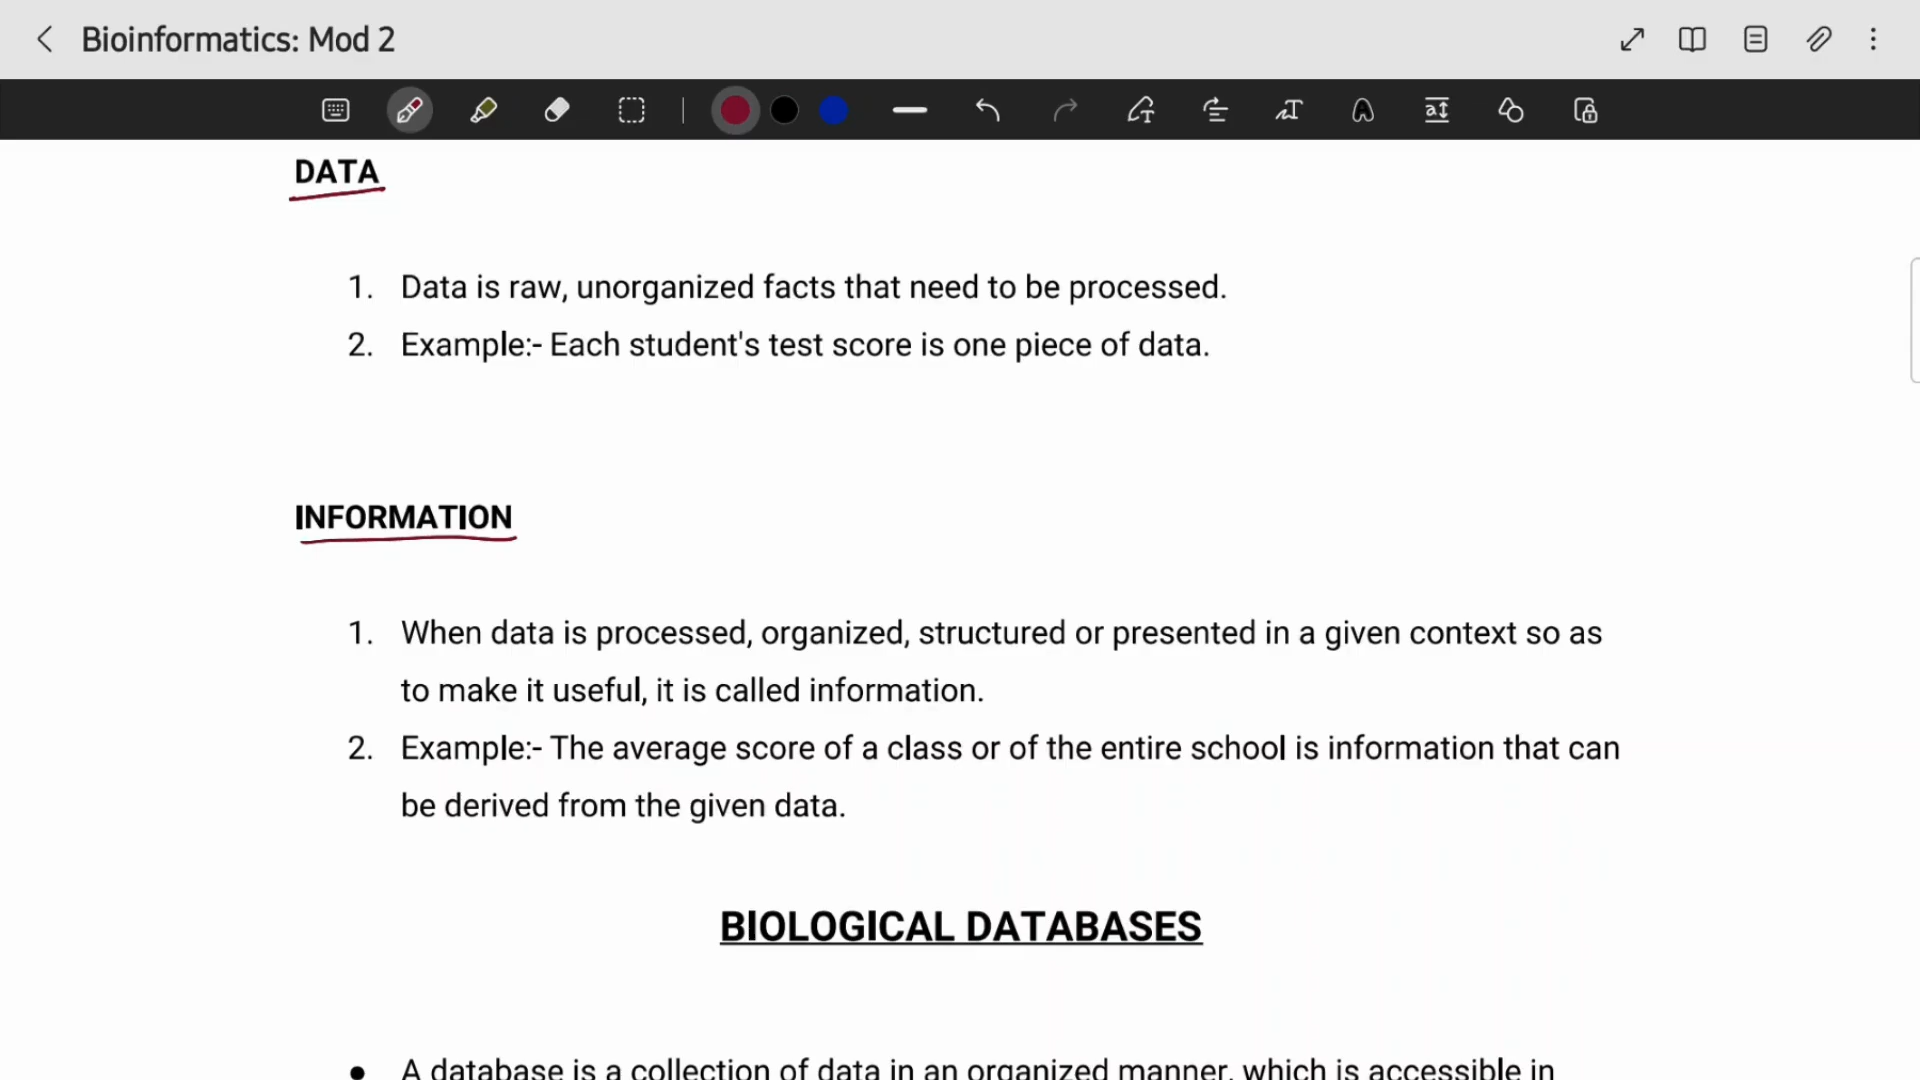 Bioinformatics: Mod 2
DATA
1. Data is raw, unorganized facts that need to be processed.
2. Example:- Each student's test score is one piece of data.
INFORMATION
1. When data is processed, organized, structured or presented in a given context so as
to make it useful, it is called information.
2. Example:- The average score of a class or of the entire school is information that can
be derived from the given data.
BIOLOGICAL DATABASES
● A database is a collection of data in an organized manner, which is accessible in